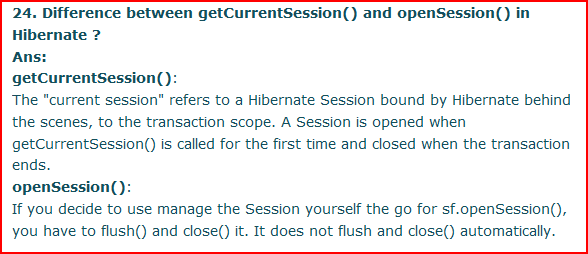 24. Difference between getCurrentSession() and openSession() in
Hibernate ?
Ans:
getCurrentSession():
The "current session" refers to a Hibernate Session bound by Hibernate behind
the scenes, to the transaction scope. A Session is opened when
getCurrentSession() is called for the first time and closed when the transaction
ends.
openSession():
If you decide to use manage the Session yourself the go for sf.openSession(),
you have to flush() and close() it. It does not flush and close() automatically.